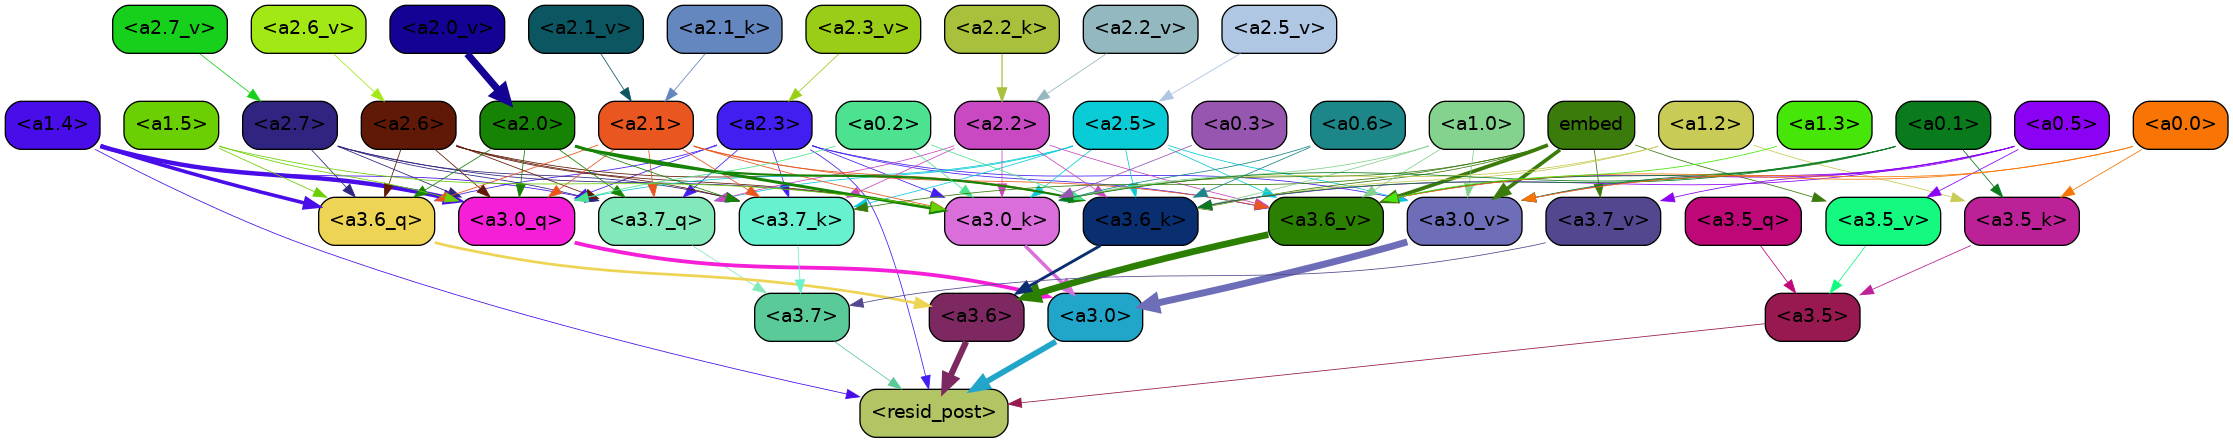 <a2.7_v> <a2.6_v> <a2.0_v> <a2.1_v> <a2.1_k> <a2.3_v> <a2.2_k> <a2.2_v> <a2.5_v>
<a1.4> <a1.5> <a2.7> <a2.6> <a2.0> <a2.1> <a2.3> <a0.2> <a2.2> <a2.5> <a0.3> <a0.6> <a1.0> embed <a1.2> <a1.3> <a0.1> <a0.5> <a0.0>
<a3.6_q> <a3.0_q> <a3.7_q> <a3.7_k> <a3.0_k> <a3.6_k> <a3.6_v> <a3.0_v> <a3.7_v> <a3.5_q> <a3.5_v> <a3.5_k>
<a3.7> <a3.6> <a3.0> <a3.5>
<resid_post>